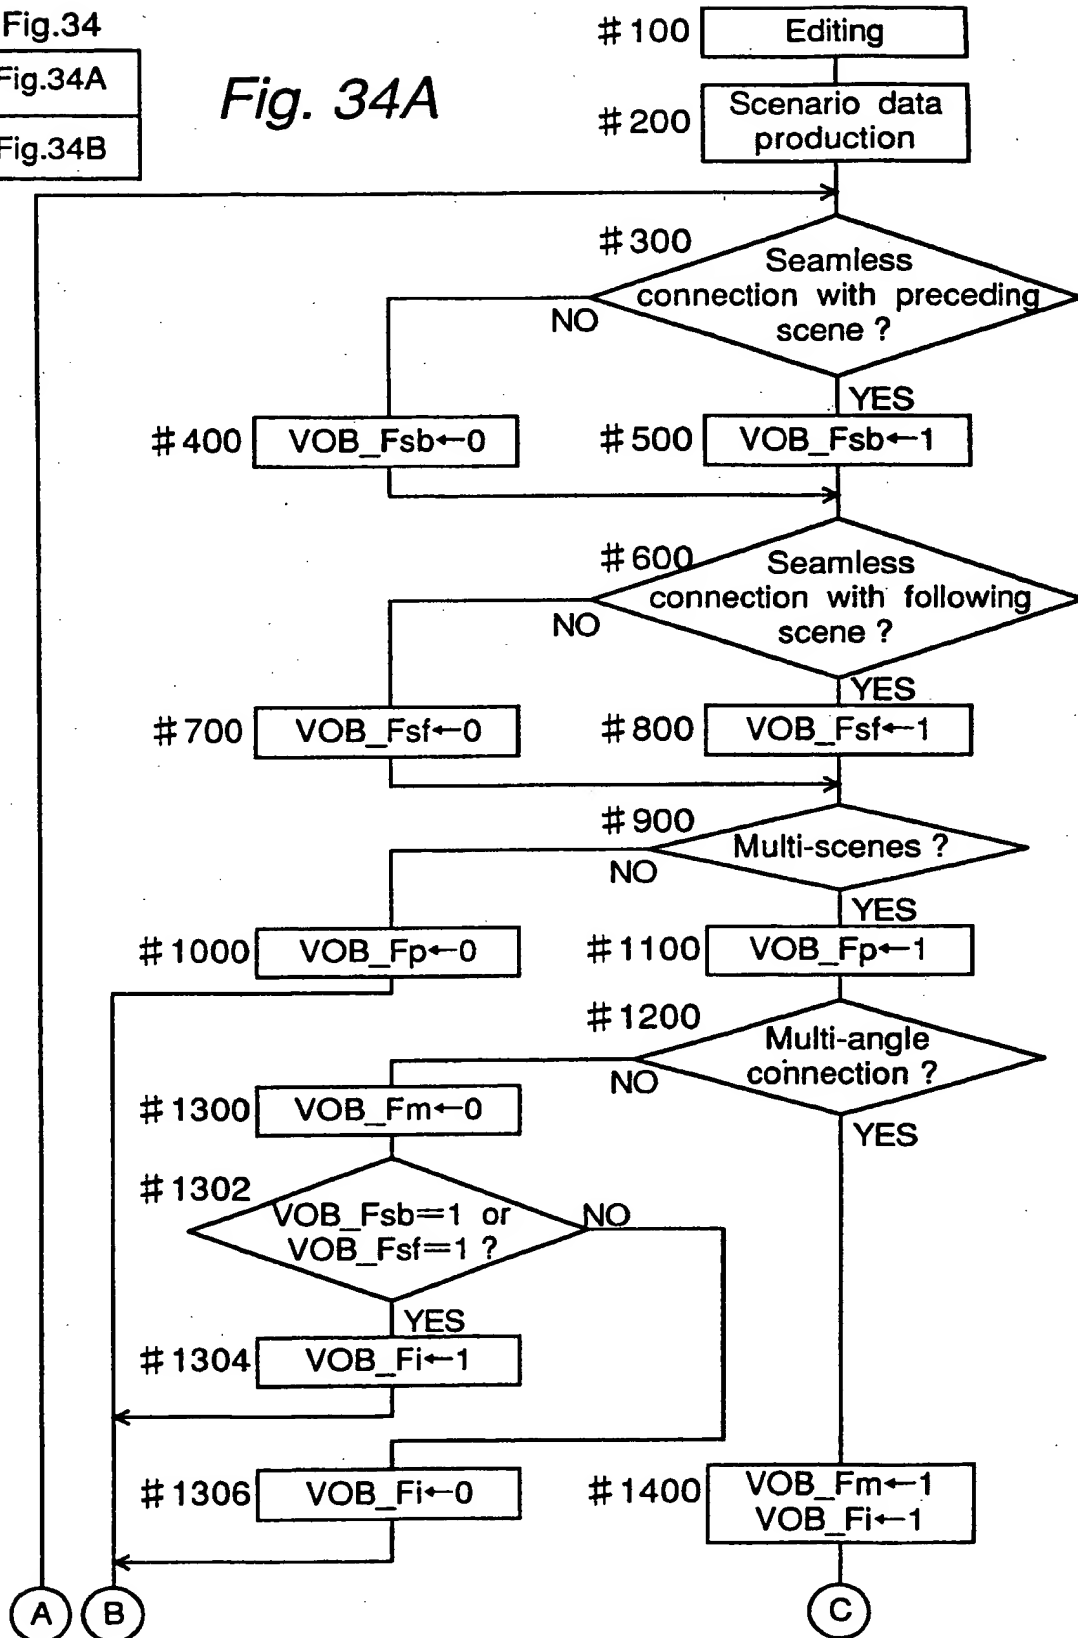 Fig.34
Fig.34A
Fig.34B
Fig. 34A
#100
Editing
#200
Scenario data
production
#300
Seamless
connection with preceding
scene ?
NO
YES
#400
VOB_Fsb←0
#500
VOB_Fsb←1
#600
Seamless
connection with following
scene ?
NO
YES
#700
VOB_Fsf←0
#800
VOB_Fsf←1
#900
Multi-scenes ?
NO
YES
#1000
VOB_Fp←0
#1100
VOB_Fp←1
#1200
Multi-angle
connection ?
NO
YES
#1300
VOB_Fm←0
#1302
VOB_Fsb=1 or
VOB_Fsf=1 ?
NO
YES
#1304
VOB_Fi←1
#1306
VOB_Fi←0
#1400
VOB_Fm←1
VOB_Fi←1
A
B
C